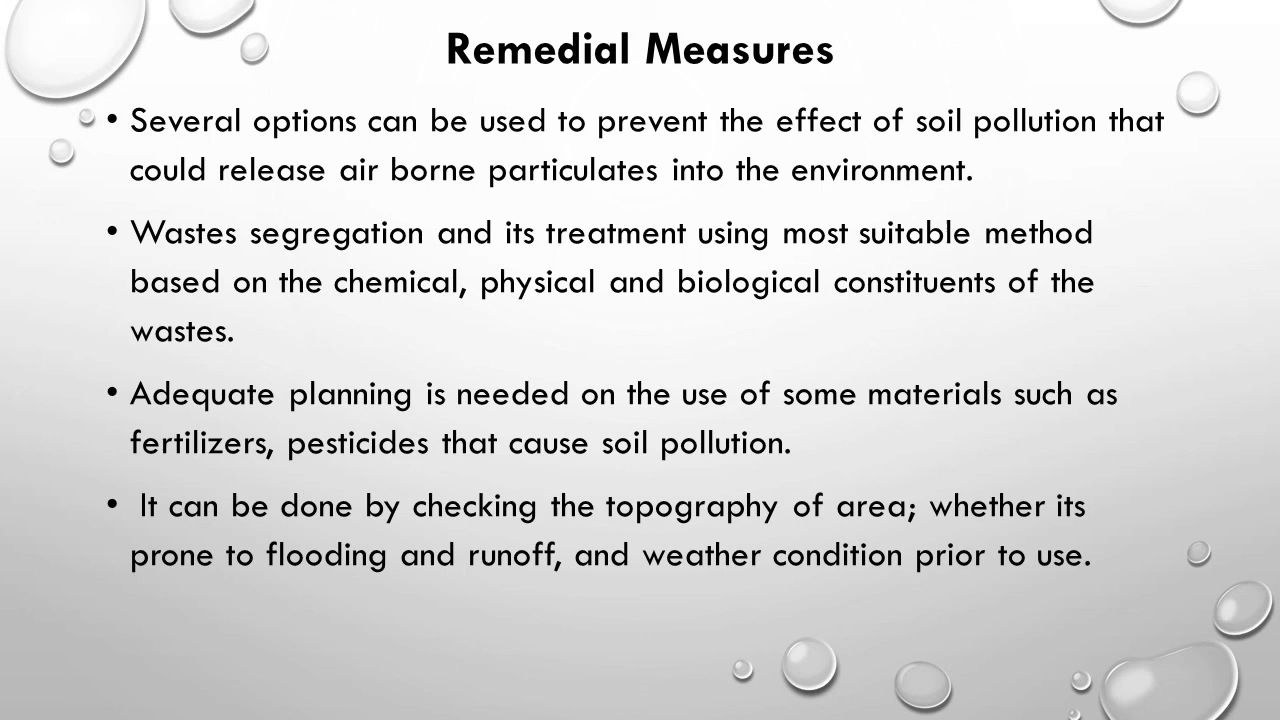 Remedial Measures
• Several options can be used to prevent the effect of soil pollution that
could release air borne particulates into the environment.
• Wastes segregation and its treatment using most suitable method
based on the chemical, physical and biological constituents of the
wastes.
• Adequate planning is needed on the use of some materials such as
fertilizers, pesticides that cause soil pollution.
• It can be done by checking the topography of area; whether its
prone to flooding and runoff, and weather condition prior to use.